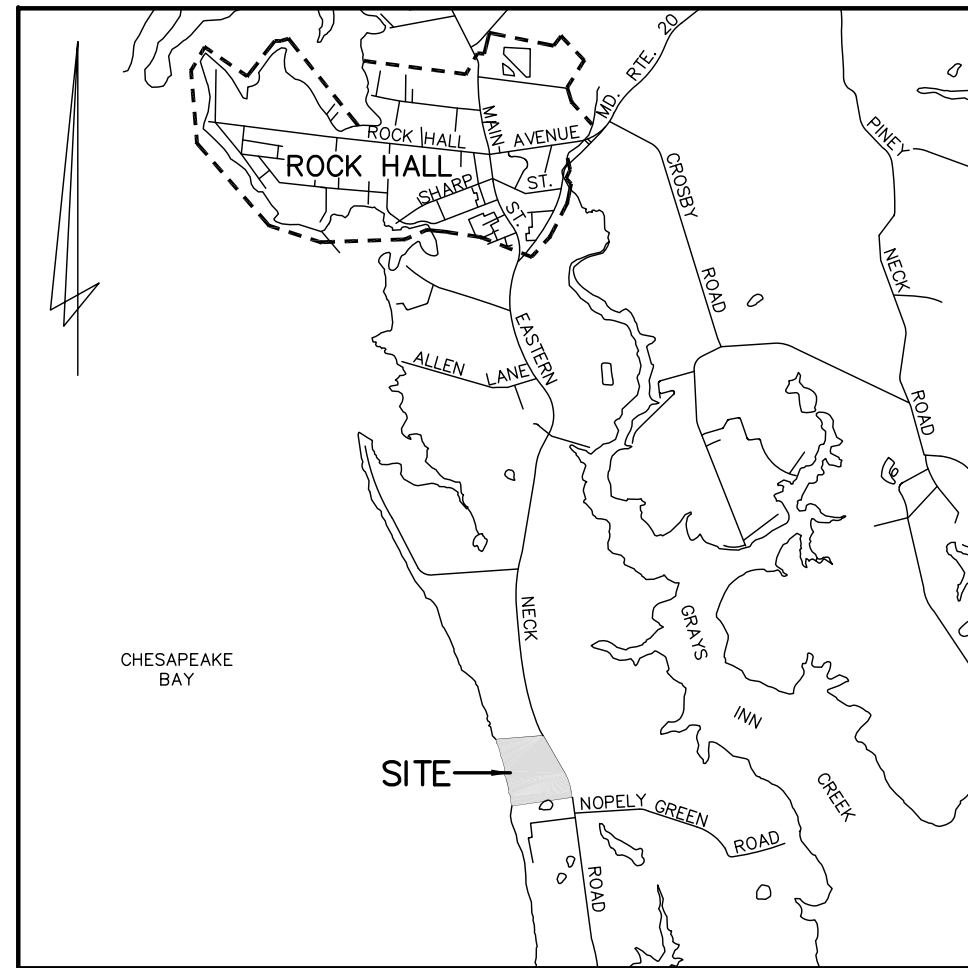 MD. RTE. 20
ROCK HALL AVENUE
MAIN ST.
ROCK HALL
SHARP ST.
PINEY NECK ROAD
CROSBY ROAD
EASTERN NECK ROAD
ALLEN LANE
CHESAPEAKE
BAY
GRAYS INN CREEK
SITE
NOPELY GREEN ROAD